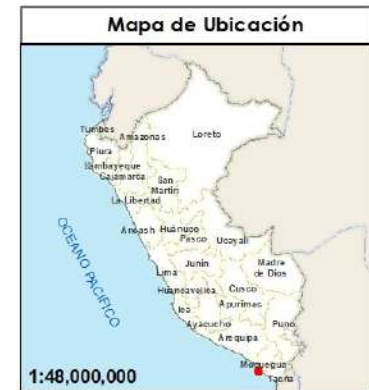 Mapa de Ubicación
Tumbes
Amazonas
Loreto
Piura
Lambayeque
Cajamarca
San
Martín
La Libertad
Ancash
Huánuco
Pasco
Ucayali
OCEANO PACIFICO
Junín
Madre
de Dios
Lima
Huancavelica
Cusco
Apurimas
Ica
Ayacucho
Puno
Arequipa
Moquegua
Tacna
1:48,000,000